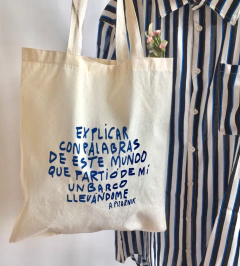 EXPLICAR
CON PALABRAS
DE ESTE MUNDO
QUE PARTIÓ DE MÍ
UN BARCO
LLEVÁNDOME
A. PIZARNIK